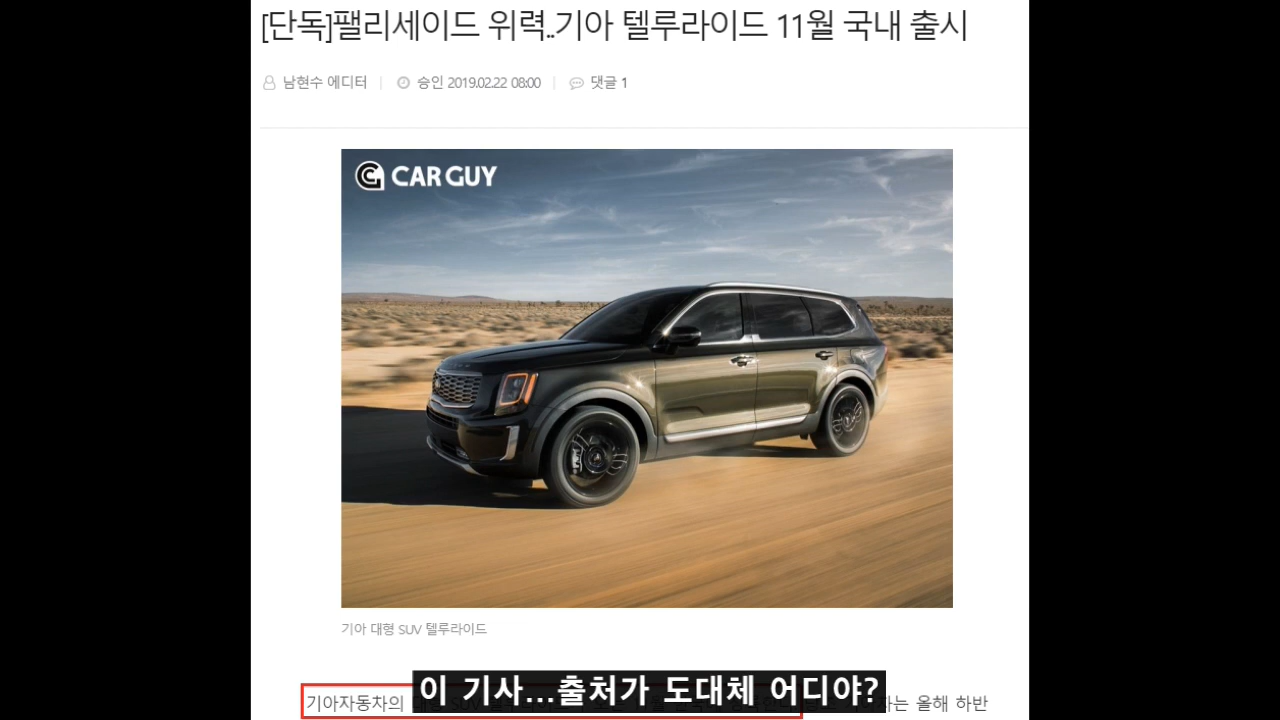 [단독]팰리세이드 위력..기아 텔루라이드 11월 국내 출시
남현수 에디터 | 승인 2019.02.22 08:00 | 댓글 1
CAR GUY
기아 대형 SUV 텔루라이드
기아자동차의 대형 SUV 는 올해 하반
이 기사...출처가 도대체 어디야?